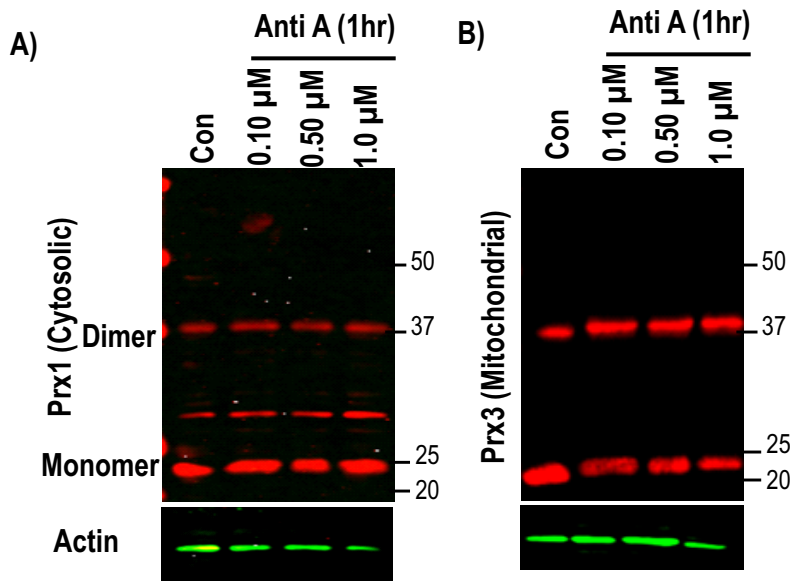 A)
Anti A (1hr)
Con
0.10 µM
0.50 µM
1.0 µM
Prx1 (Cytosolic)
Dimer
Monomer
50
37
25
20
Actin
B)
Anti A (1hr)
Con
0.10 µM
0.50 µM
1.0 µM
Prx3 (Mitochondrial)
50
37
25
20